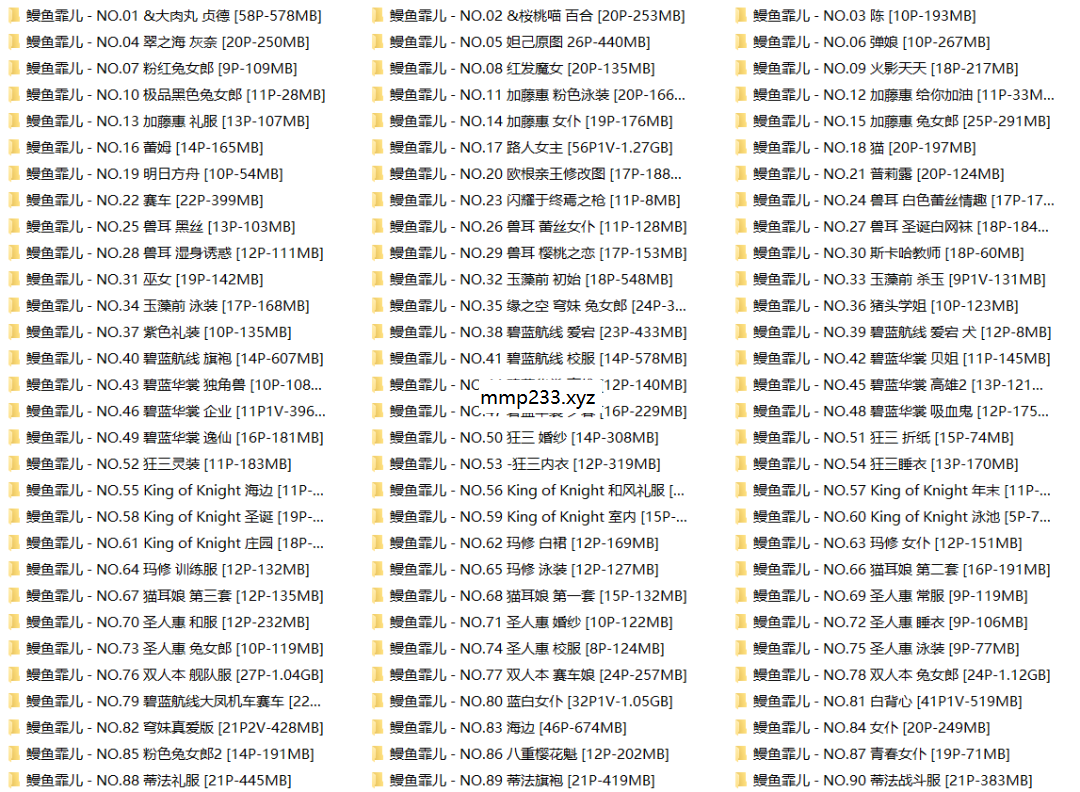 鳗鱼霏儿 - NO.01 &大肉丸 贞德 [58P-578MB] 鳗鱼霏儿 - NO.02 &桜桃喵 百合 [20P-253MB] 鳗鱼霏儿 - NO.03 陈 [10P-193MB]
鳗鱼霏儿 - NO.04 翠之海 灰奈 [20P-250MB] 鳗鱼霏儿 - NO.05 妲己原图 26P-440MB] 鳗鱼霏儿 - NO.06 弹娘 [10P-267MB]
鳗鱼霏儿 - NO.07 粉红兔女郎 [9P-109MB] 鳗鱼霏儿 - NO.08 红发魔女 [20P-135MB] 鳗鱼霏儿 - NO.09 火影天天 [18P-217MB]
鳗鱼霏儿 - NO.10 极品黑色兔女郎 [11P-28MB] 鳗鱼霏儿 - NO.11 加藤惠 粉色泳装 [20P-166... 鳗鱼霏儿 - NO.12 加藤惠 给你加油 [11P-33M...
鳗鱼霏儿 - NO.13 加藤惠 礼服 [13P-107MB] 鳗鱼霏儿 - NO.14 加藤惠 女仆 [19P-176MB] 鳗鱼霏儿 - NO.15 加藤惠 兔女郎 [25P-291MB]
鳗鱼霏儿 - NO.16 蕾姆 [14P-165MB] 鳗鱼霏儿 - NO.17 路人女主 [56P1V-1.27GB] 鳗鱼霏儿 - NO.18 猫 [20P-197MB]
鳗鱼霏儿 - NO.19 明日方舟 [10P-54MB] 鳗鱼霏儿 - NO.20 欧根亲王修改图 [17P-188... 鳗鱼霏儿 - NO.21 普莉露 [20P-124MB]
鳗鱼霏儿 - NO.22 赛车 [22P-399MB] 鳗鱼霏儿 - NO.23 闪耀于终焉之枪 [11P-8MB] 鳗鱼霏儿 - NO.24 兽耳 白色蕾丝情趣 [17P-17...
鳗鱼霏儿 - NO.25 兽耳 黑丝 [13P-103MB] 鳗鱼霏儿 - NO.26 兽耳 蕾丝女仆 [11P-128MB] 鳗鱼霏儿 - NO.27 兽耳 圣诞白网袜 [18P-184...
鳗鱼霏儿 - NO.28 兽耳 湿身诱惑 [12P-111MB] 鳗鱼霏儿 - NO.29 兽耳 樱桃之恋 [17P-153MB] 鳗鱼霏儿 - NO.30 斯卡哈教师 [18P-60MB]
鳗鱼霏儿 - NO.31 巫女 [19P-142MB] 鳗鱼霏儿 - NO.32 玉藻前 初始 [18P-548MB] 鳗鱼霏儿 - NO.33 玉藻前 杀玉 [9P1V-131MB]
鳗鱼霏儿 - NO.34 玉藻前 泳装 [17P-168MB] 鳗鱼霏儿 - NO.35 缘之空 穹妹 兔女郎 [24P-3... 鳗鱼霏儿 - NO.36 猪头学姐 [10P-123MB]
鳗鱼霏儿 - NO.37 紫色礼装 [10P-135MB] 鳗鱼霏儿 - NO.38 碧蓝航线 爱宕 [23P-433MB] 鳗鱼霏儿 - NO.39 碧蓝航线 爱宕 犬 [12P-8MB]
鳗鱼霏儿 - NO.40 碧蓝航线 旗袍 [14P-607MB] 鳗鱼霏儿 - NO.41 碧蓝航线 校服 [14P-578MB] 鳗鱼霏儿 - NO.42 碧蓝华裳 贝姐 [11P-145MB]
鳗鱼霏儿 - NO.43 碧蓝华裳 独角兽 [10P-108... 鳗鱼霏儿 - [12P-140MB] 鳗鱼霏儿 - NO.45 碧蓝华裳 高雄2 [13P-121...
mmp233.xyz
鳗鱼霏儿 - NO.46 碧蓝华裳 企业 [11P1V-396... 鳗鱼霏儿 - [16P-229MB] 鳗鱼霏儿 - NO.48 碧蓝华裳 吸血鬼 [12P-175...
鳗鱼霏儿 - NO.49 碧蓝华裳 逸仙 [16P-181MB] 鳗鱼霏儿 - NO.50 狂三 婚纱 [14P-308MB] 鳗鱼霏儿 - NO.51 狂三 折纸 [15P-74MB]
鳗鱼霏儿 - NO.52 狂三灵装 [11P-183MB] 鳗鱼霏儿 - NO.53 -狂三内衣 [12P-319MB] 鳗鱼霏儿 - NO.54 狂三睡衣 [13P-170MB]
鳗鱼霏儿 - NO.55 King of Knight 海边 [11P-... 鳗鱼霏儿 - NO.56 King of Knight 和风礼服 [... 鳗鱼霏儿 - NO.57 King of Knight 年末 [11P-...
鳗鱼霏儿 - NO.58 King of Knight 圣诞 [19P-... 鳗鱼霏儿 - NO.59 King of Knight 室内 [15P-... 鳗鱼霏儿 - NO.60 King of Knight 泳池 [5P-7...
鳗鱼霏儿 - NO.61 King of Knight 庄园 [18P-... 鳗鱼霏儿 - NO.62 玛修 白裙 [12P-169MB] 鳗鱼霏儿 - NO.63 玛修 女仆 [12P-151MB]
鳗鱼霏儿 - NO.64 玛修 训练服 [12P-132MB] 鳗鱼霏儿 - NO.65 玛修 泳装 [12P-127MB] 鳗鱼霏儿 - NO.66 猫耳娘 第二套 [16P-191MB]
鳗鱼霏儿 - NO.67 猫耳娘 第三套 [12P-135MB] 鳗鱼霏儿 - NO.68 猫耳娘 第一套 [15P-132MB] 鳗鱼霏儿 - NO.69 圣人惠 常服 [9P-119MB]
鳗鱼霏儿 - NO.70 圣人惠 和服 [12P-232MB] 鳗鱼霏儿 - NO.71 圣人惠 婚纱 [10P-122MB] 鳗鱼霏儿 - NO.72 圣人惠 睡衣 [9P-106MB]
鳗鱼霏儿 - NO.73 圣人惠 兔女郎 [10P-119MB] 鳗鱼霏儿 - NO.74 圣人惠 校服 [8P-124MB] 鳗鱼霏儿 - NO.75 圣人惠 泳装 [9P-77MB]
鳗鱼霏儿 - NO.76 双人本 舰队服 [27P-1.04GB] 鳗鱼霏儿 - NO.77 双人本 赛车娘 [24P-257MB] 鳗鱼霏儿 - NO.78 双人本 兔女郎 [24P-1.12GB]
鳗鱼霏儿 - NO.79 碧蓝航线大凤机车赛车 [22... 鳗鱼霏儿 - NO.80 蓝白女仆 [32P1V-1.05GB] 鳗鱼霏儿 - NO.81 白背心 [41P1V-519MB]
鳗鱼霏儿 - NO.82 穹妹真爱版 [21P2V-428MB] 鳗鱼霏儿 - NO.83 海边 [46P-674MB] 鳗鱼霏儿 - NO.84 女仆 [20P-249MB]
鳗鱼霏儿 - NO.85 粉色兔女郎2 [14P-191MB] 鳗鱼霏儿 - NO.86 八重樱花魁 [12P-202MB] 鳗鱼霏儿 - NO.87 青春女仆 [19P-71MB]
鳗鱼霏儿 - NO.88 蒂法礼服 [21P-445MB] 鳗鱼霏儿 - NO.89 蒂法旗袍 [21P-419MB] 鳗鱼霏儿 - NO.90 蒂法战斗服 [21P-383MB]